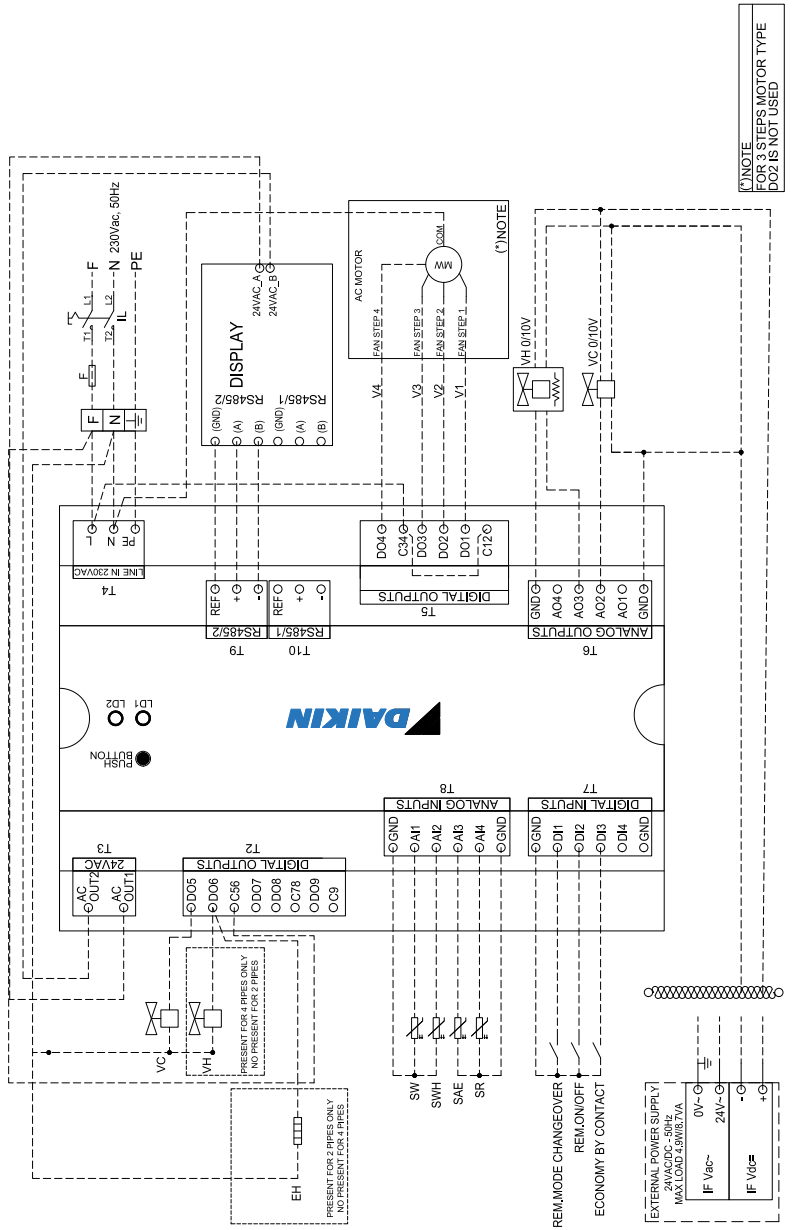 F
N 230Vac, 50Hz
PE
L1
L2
T1
T2
IL
F
F
N
L
N
PE
LINE IN 230VAC
T4
DISPLAY
24VAC_A
24VAC_B
RS485/2
RS485/1
(GND)
(A)
(B)
(GND)
(A)
(B)
REF
+
-
REF
+
-
RS485/2
RS485/1
T9
T10
AC MOTOR
COM
MW
(*)NOTE
FAN STEP 4
FAN STEP 3
FAN STEP 2
FAN STEP 1
V4
V3
V2
V1
DO4
C34
DO3
DO2
DO1
C12
DIGITAL OUTPUTS
T5
VH 0/10V
VC 0/10V
GND
AO4
AO3
AO2
AO1
GND
ANALOG OUTPUTS
T6
(*)NOTE
FOR 3 STEPS MOTOR TYPE
DO2 IS NOT USED
LD2
LD1
PUSH
BUTTON
DAIKIN
T3
24VAC
AC
OUT2
AC
OUT1
T2
DIGITAL OUTPUTS
DO5
DO6
C56
DO7
DO8
C78
DO9
C9
T8
ANALOG INPUTS
GND
AI1
AI2
AI3
AI4
GND
T7
DIGITAL INPUTS
GND
DI1
DI2
DI3
DI4
GND
VC
VH
PRESENT FOR 4 PIPES ONLY
NO PRESENT FOR 2 PIPES
EH
PRESENT FOR 2 PIPES ONLY
NO PRESENT FOR 4 PIPES
SW
SWH
SAE
SR
REM.MODE CHANGEOVER
REM.ON/OFF
ECONOMY BY CONTACT
EXTERNAL POWER SUPPLY
24VAC/DC - 50Hz
MAX LOAD 4.9W/8.7VA
IF Vac~
0V~
24V~
IF Vdc=
-
+